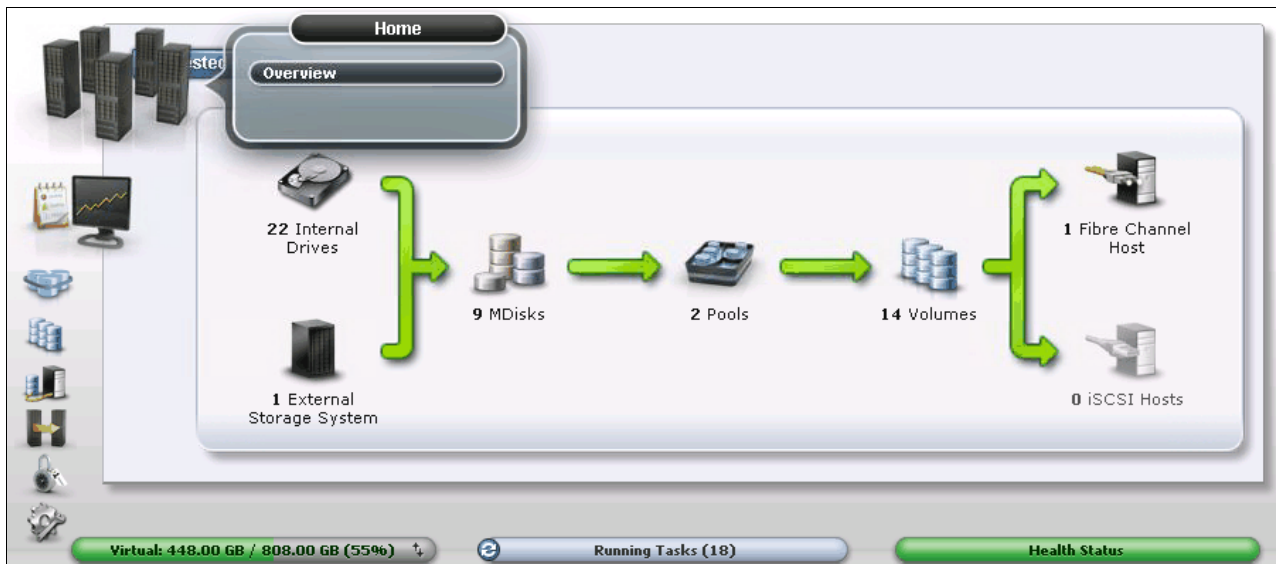 Home
Overview
22 Internal
Drives
1 External
Storage System
9 MDisks
2 Pools
14 Volumes
1 Fibre Channel
Host
0 iSCSI Hosts
Virtual: 448.00 GB / 808.00 GB (55%)
Running Tasks (18)
Health Status